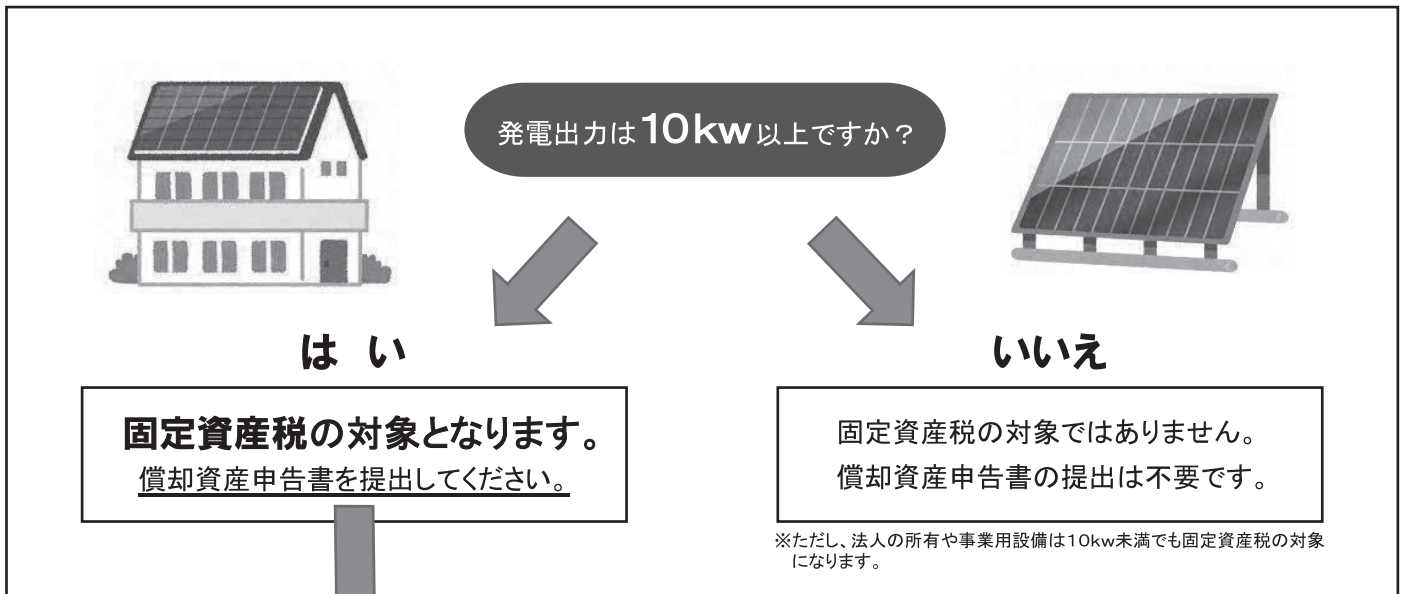 発電出力は10kw以上ですか？
はい
固定資産税の対象となります。
償却資産申告書を提出してください。
いいえ
固定資産税の対象ではありません。
償却資産申告書の提出は不要です。
※ただし、法人の所有や事業用設備は10kw未満でも固定資産税の対象
になります。